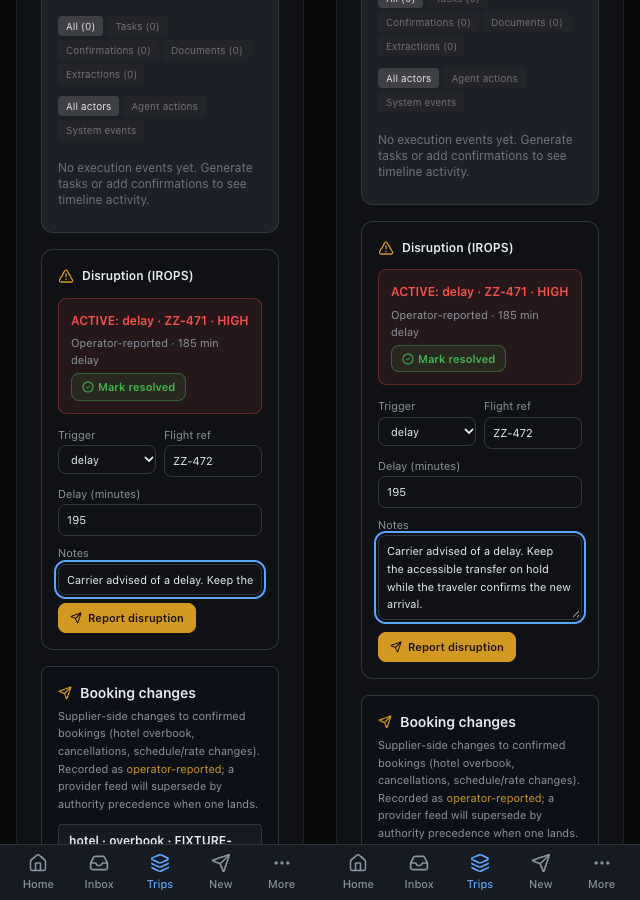 All (0) Tasks (0)
Confirmations (0) Documents (0)
Extractions (0)
All actors Agent actions
System events
No execution events yet. Generate
tasks or add confirmations to see
timeline activity.
Disruption (IROPS)
ACTIVE: delay · ZZ-471 · HIGH
Operator-reported · 185 min
delay
Mark resolved
Trigger Flight ref
delay ZZ-472
Delay (minutes)
195
Notes
Carrier advised of a delay. Keep the
Report disruption
Booking changes
Supplier-side changes to confirmed
bookings (hotel overbook,
cancellations, schedule/rate changes).
Recorded as operator-reported; a
provider feed will supersede by
authority precedence when one lands.
hotel · overbook · FIXTURE-
Home Inbox Trips New More
Confirmations (0) Documents (0)
Extractions (0)
All actors Agent actions
System events
No execution events yet. Generate
tasks or add confirmations to see
timeline activity.
Disruption (IROPS)
ACTIVE: delay · ZZ-471 · HIGH
Operator-reported · 185 min
delay
Mark resolved
Trigger Flight ref
delay ZZ-472
Delay (minutes)
195
Notes
Carrier advised of a delay. Keep
the accessible transfer on hold
while the traveler confirms the new
arrival.
Report disruption
Booking changes
Supplier-side changes to confirmed
bookings (hotel overbook,
cancellations, schedule/rate changes).
Recorded as operator-reported; a
provider feed will supersede by
authority precedence when one lands.
Home Inbox Trips New More